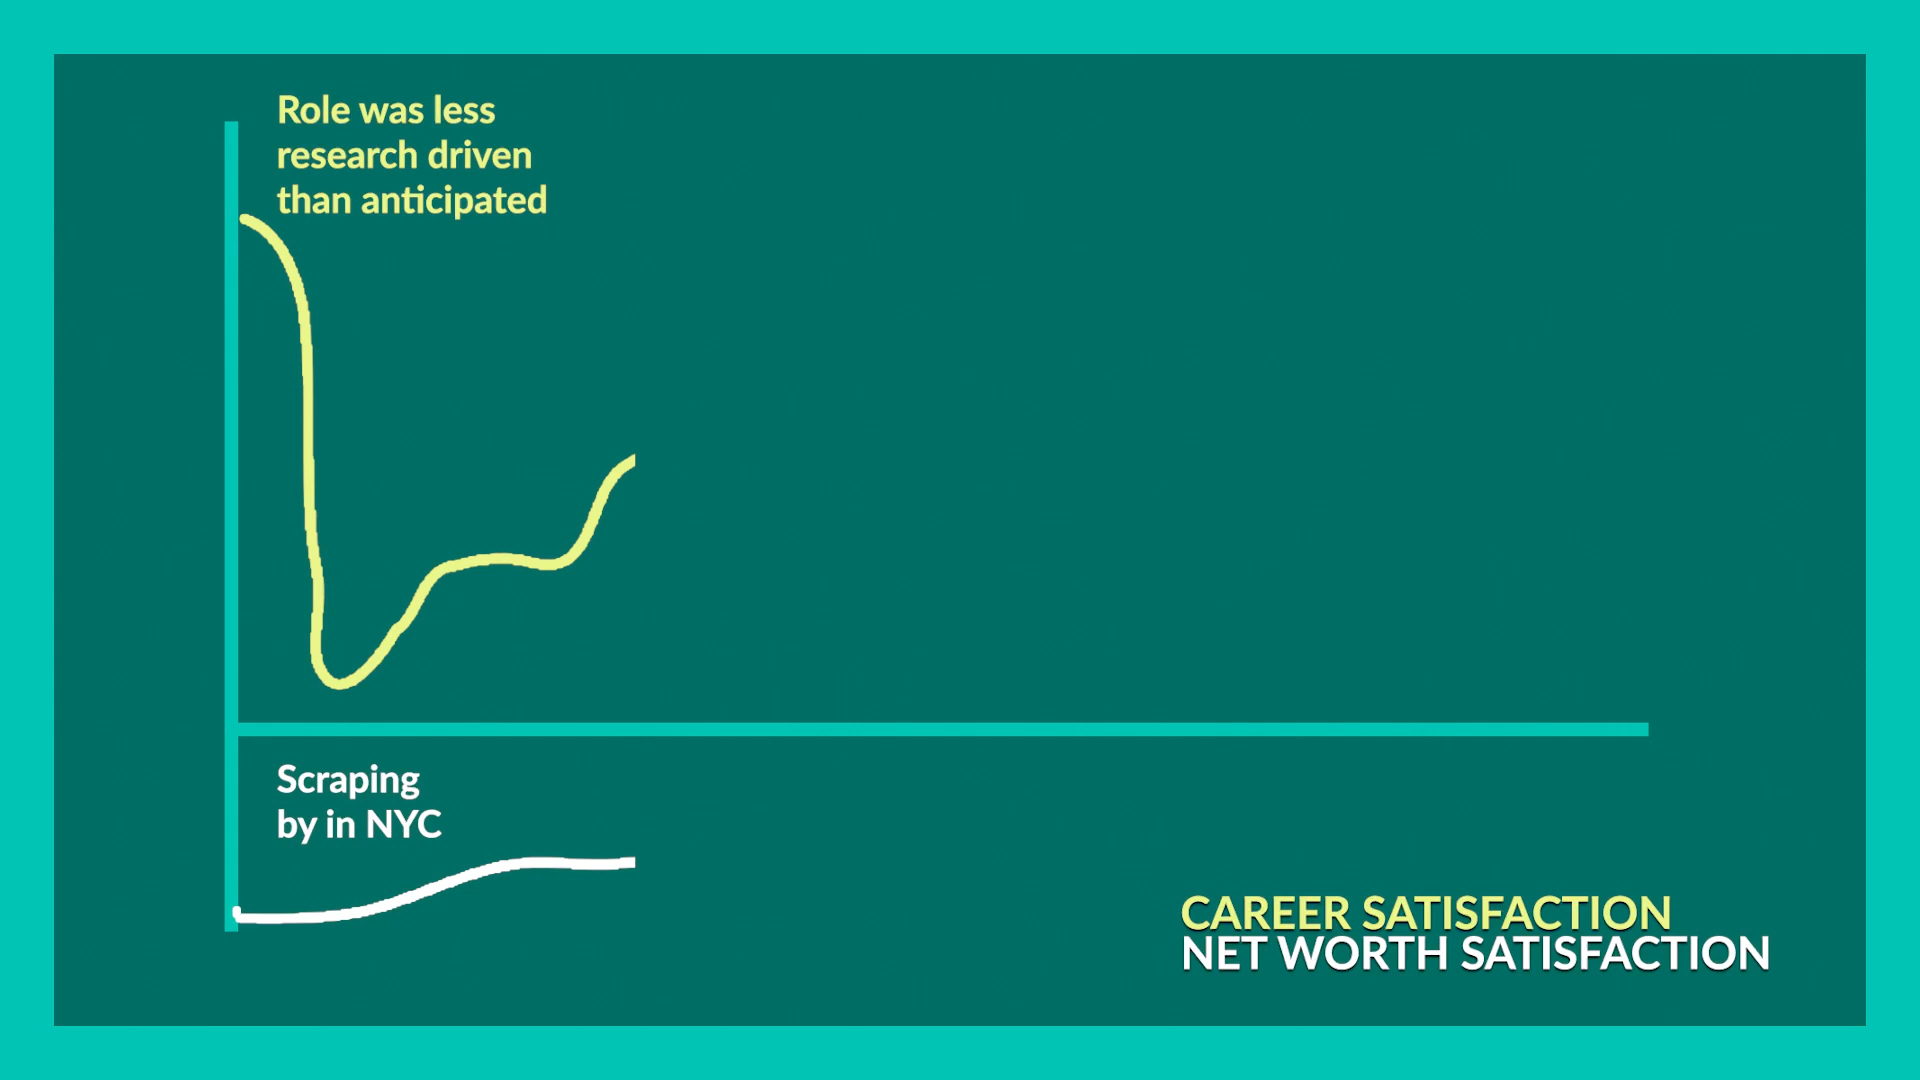 Role was less
research driven
than anticipated
Scraping
by in NYC
CAREER SATISFACTION
NET WORTH SATISFACTION